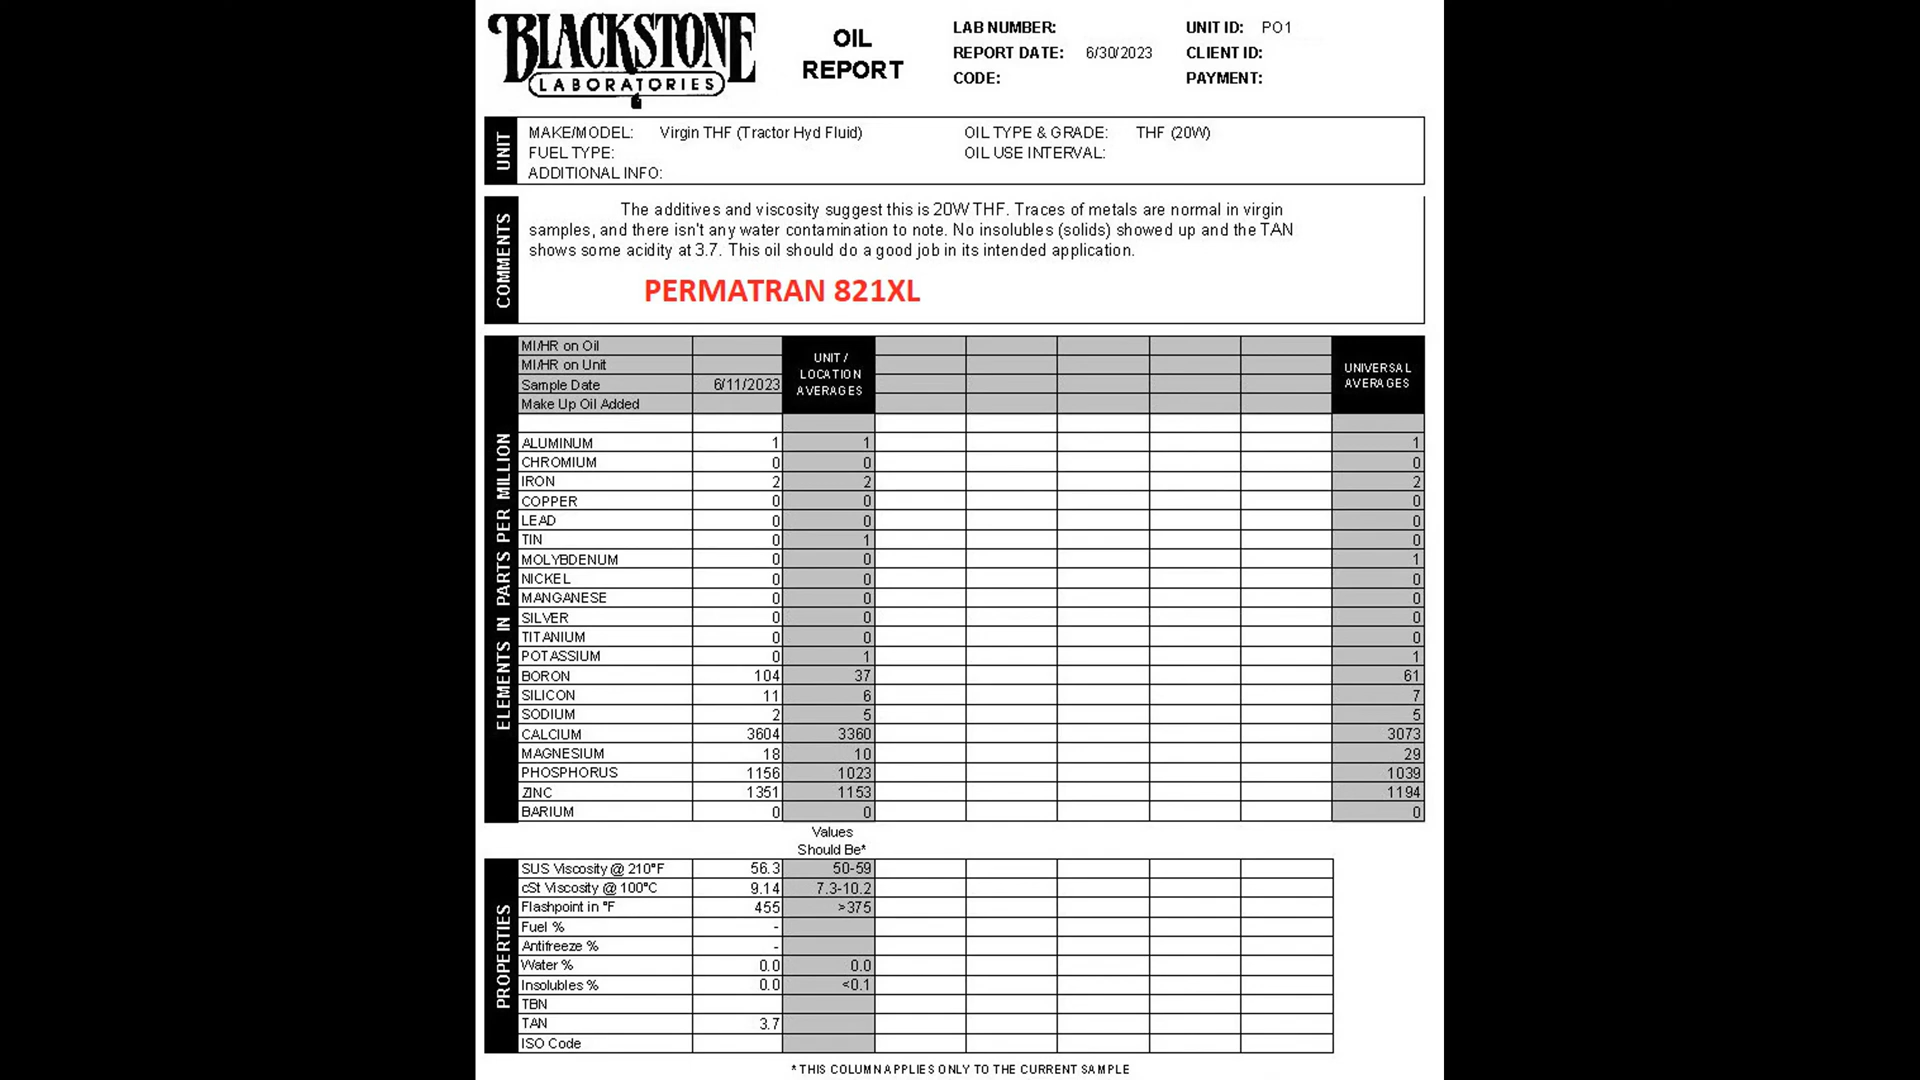 BLACKSTONE
LABORATORIES
OIL
REPORT
LAB NUMBER:
REPORT DATE: 6/30/2023
CODE:
UNIT ID: PO1
CLIENT ID:
PAYMENT:
UNIT
MAKE/MODEL: Virgin THF (Tractor Hyd Fluid)
FUEL TYPE:
ADDITIONAL INFO:
OIL TYPE & GRADE: THF (20W)
OIL USE INTERVAL:
COMMENTS
The additives and viscosity suggest this is 20W THF. Traces of metals are normal in virgin
samples, and there isn't any water contamination to note. No insolubles (solids) showed up and the TAN
shows some acidity at 3.7. This oil should do a good job in its intended application.
PERMATRAN 821XL
ELEMENTS IN PARTS PER MILLION
MI/HR on Oil
MI/HR on Unit
Sample Date 6/11/2023
Make Up Oil Added
UNIT /
LOCATION
AVERAGES
UNIVERSAL
AVERAGES
ALUMINUM 1 1 1
CHROMIUM 0 0 0
IRON 2 2 2
COPPER 0 0 0
LEAD 0 0 0
TIN 0 1 0
MOLYBDENUM 0 0 1
NICKEL 0 0 0
MANGANESE 0 0 0
SILVER 0 0 0
TITANIUM 0 0 0
POTASSIUM 0 1 1
BORON 104 37 61
SILICON 11 6 7
SODIUM 2 5 5
CALCIUM 3604 3360 3073
MAGNESIUM 18 10 29
PHOSPHORUS 1156 1023 1039
ZINC 1351 1153 1194
BARIUM 0 0 0
Values
Should Be*
PROPERTIES
SUS Viscosity @ 210°F 56.3 50-59
cSt Viscosity @ 100°C 9.14 7.3-10.2
Flashpoint in °F 455 >375
Fuel % -
Antifreeze % -
Water % 0.0 0.0
Insolubles % 0.0 <0.1
TBN
TAN 3.7
ISO Code
* THIS COLUMN APPLIES ONLY TO THE CURRENT SAMPLE